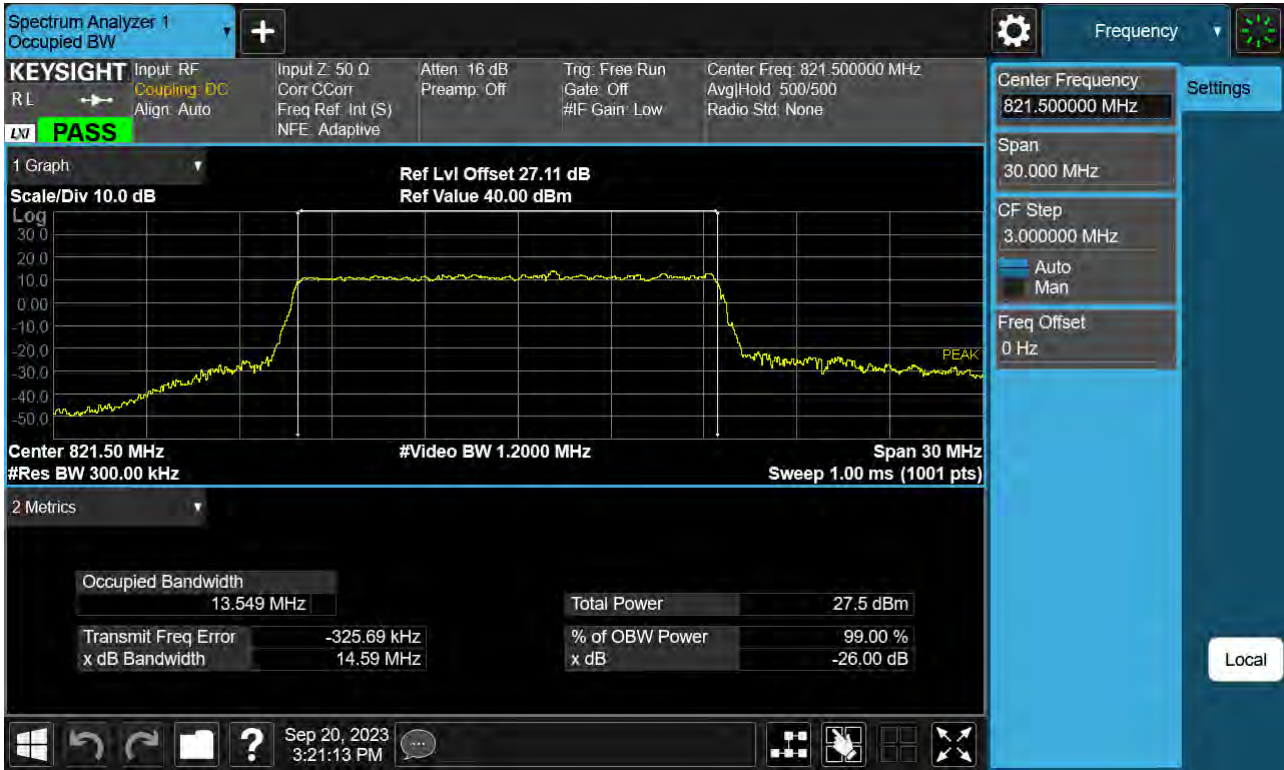 Spectrum Analyzer 1
Occupied BW
Frequency
KEYSIGHT
RL
LXI
PASS
Input: RF
Coupling: DC
Align: Auto
Input Z: 50 Ω
Corr CCorr
Freq Ref: Int (S)
NFE: Adaptive
Atten: 16 dB
Preamp: Off
Trig: Free Run
Gate: Off
#IF Gain: Low
Center Freq: 821.500000 MHz
Avg|Hold: 500/500
Radio Std: None
Center Frequency
821.500000 MHz
Settings
Span
30.000 MHz
CF Step
3.000000 MHz
Auto
Man
Freq Offset
0 Hz
Local
1 Graph
Scale/Div 10.0 dB
Ref Lvl Offset 27.11 dB
Ref Value 40.00 dBm
Log
30.0
20.0
10.0
0.00
-10.0
-20.0
-30.0
-40.0
-50.0
PEAK
Center 821.50 MHz
#Video BW 1.2000 MHz
Span 30 MHz
#Res BW 300.00 kHz
Sweep 1.00 ms (1001 pts)
2 Metrics
Occupied Bandwidth
13.549 MHz
Total Power 27.5 dBm
Transmit Freq Error -325.69 kHz
% of OBW Power 99.00 %
x dB Bandwidth 14.59 MHz
x dB -26.00 dB
?
Sep 20, 2023
3:21:13 PM